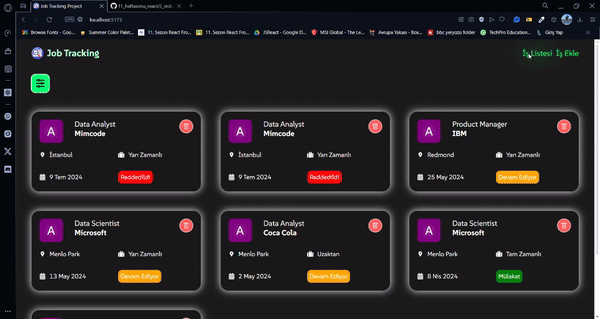 Job Tracking Project
11_haftasonu_react/2_redu
localhost:5173
Browse Fonts - Goo...
Summer Color Palet...
11. Sezon React Fro...
11. Sezon React Fro...
JSReact - Google D...
MSI Global - The Le...
Avrupa Yakası - Box...
bbc yeryüzü folder
TechPro Education...
Giriş Yap
Job Tracking
İş Listesi
İş Ekle
A
Data Analyst
Mimcode
İstanbul
Yarı Zamanlı
9 Tem 2024
Reddedildi
A
Data Analyst
Mimcode
İstanbul
Yarı Zamanlı
9 Tem 2024
Reddedildi
A
Product Manager
IBM
Redmond
Yarı Zamanlı
25 May 2024
Devam Ediyor
A
Data Scientist
Microsoft
Menlo Park
Yarı Zamanlı
13 May 2024
Devam Ediyor
A
Data Analyst
Coca Cola
Menlo Park
Uzaktan
2 May 2024
Devam Ediyor
A
Data Scientist
Microsoft
Menlo Park
Tam Zamanlı
8 Nis 2024
Mülakat